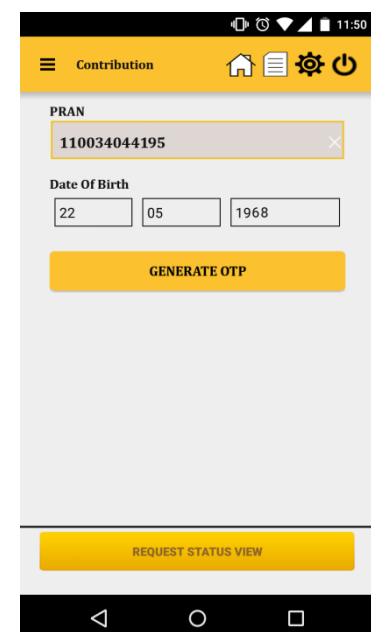 11:50
Contribution
PRAN
110034044195
Date Of Birth
22 05 1968
GENERATE OTP
REQUEST STATUS VIEW